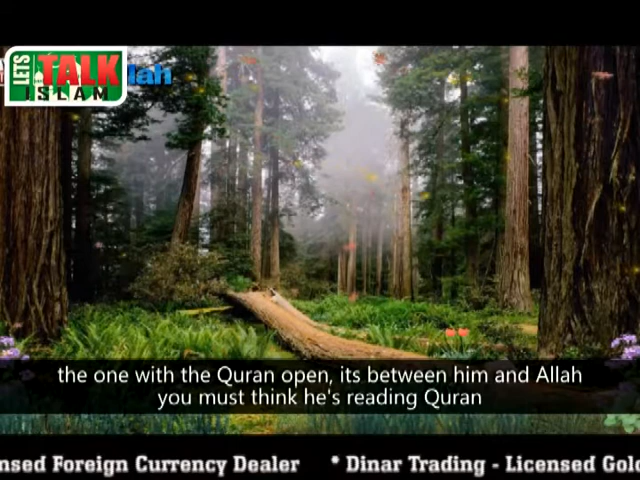 LETS TALK
ISLAM
lah
the one with the Quran open, its between him and Allah
you must think he's reading Quran
nsed Foreign Currency Dealer * Dinar Trading - Licensed Gol